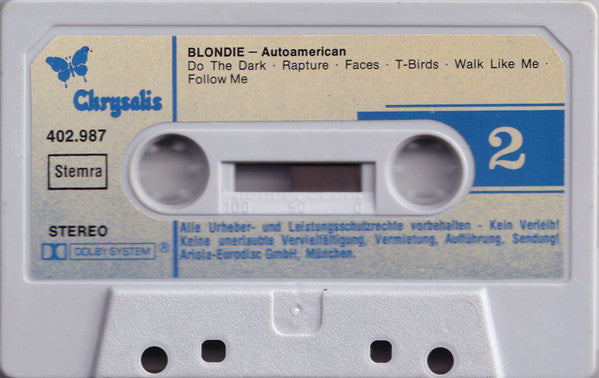 BLONDIE – Autoamerican
Do The Dark · Rapture · Faces · T-Birds · Walk Like Me ·
Follow Me
Chrysalis
402.987
Stemra
2
100 50 0
STEREO
DOLBY SYSTEM ®
Alle Urheber- und Leistungsschutzrechte vorbehalten - Kein Verleih!
Keine unerlaubte Vervielfältigung, Vermietung, Aufführung, Sendung!
Ariola-Eurodisc GmbH, München.